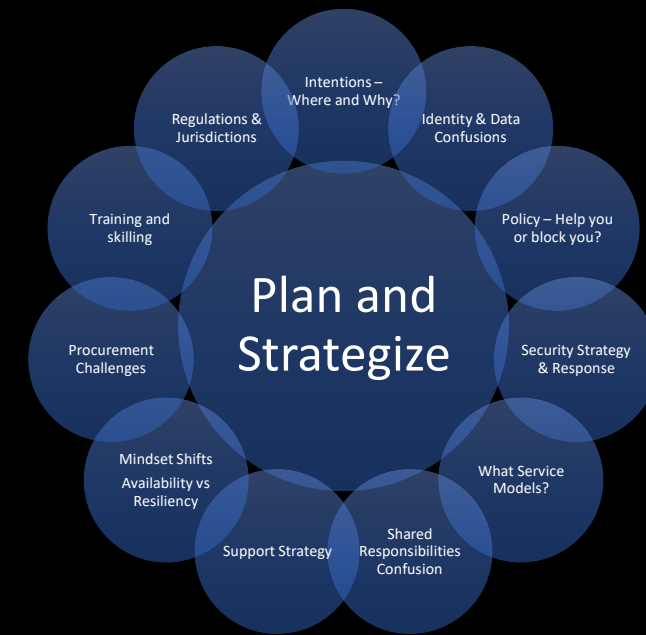 Intentions –
Where and Why?
Identity & Data
Confusions
Policy – Help you
or block you?
Security Strategy
& Response
What Service
Models?
Shared
Responsibilities
Confusion
Support Strategy
Mindset Shifts
Availability vs
Resiliency
Procurement
Challenges
Training and
skilling
Regulations &
Jurisdictions
Plan and
Strategize